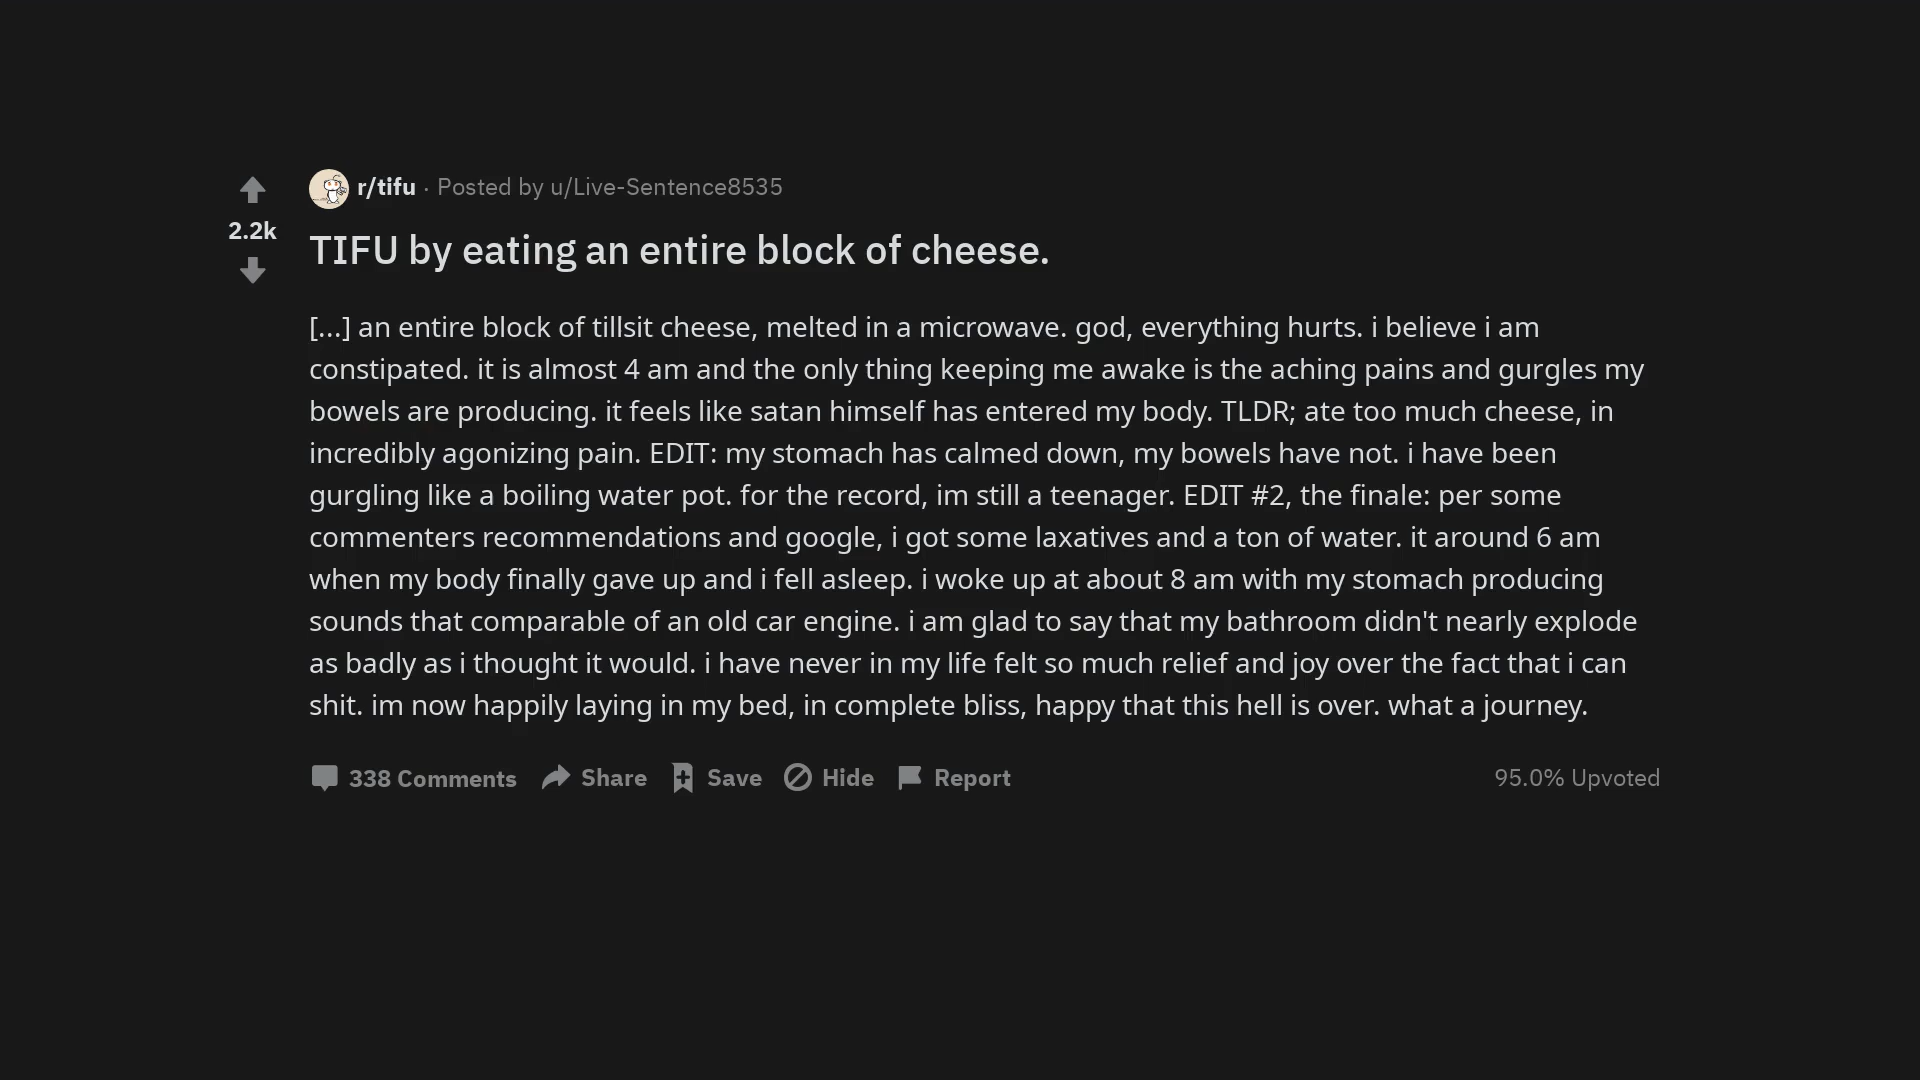 r/tifu · Posted by u/Live-Sentence8535
2.2k
TIFU by eating an entire block of cheese.
[...] an entire block of tillsit cheese, melted in a microwave. god, everything hurts. i believe i am
constipated. it is almost 4 am and the only thing keeping me awake is the aching pains and gurgles my
bowels are producing. it feels like satan himself has entered my body. TLDR; ate too much cheese, in
incredibly agonizing pain. EDIT: my stomach has calmed down, my bowels have not. i have been
gurgling like a boiling water pot. for the record, im still a teenager. EDIT #2, the finale: per some
commenters recommendations and google, i got some laxatives and a ton of water. it around 6 am
when my body finally gave up and i fell asleep. i woke up at about 8 am with my stomach producing
sounds that comparable of an old car engine. i am glad to say that my bathroom didn't nearly explode
as badly as i thought it would. i have never in my life felt so much relief and joy over the fact that i can
shit. im now happily laying in my bed, in complete bliss, happy that this hell is over. what a journey.
338 Comments Share Save Hide Report 95.0% Upvoted